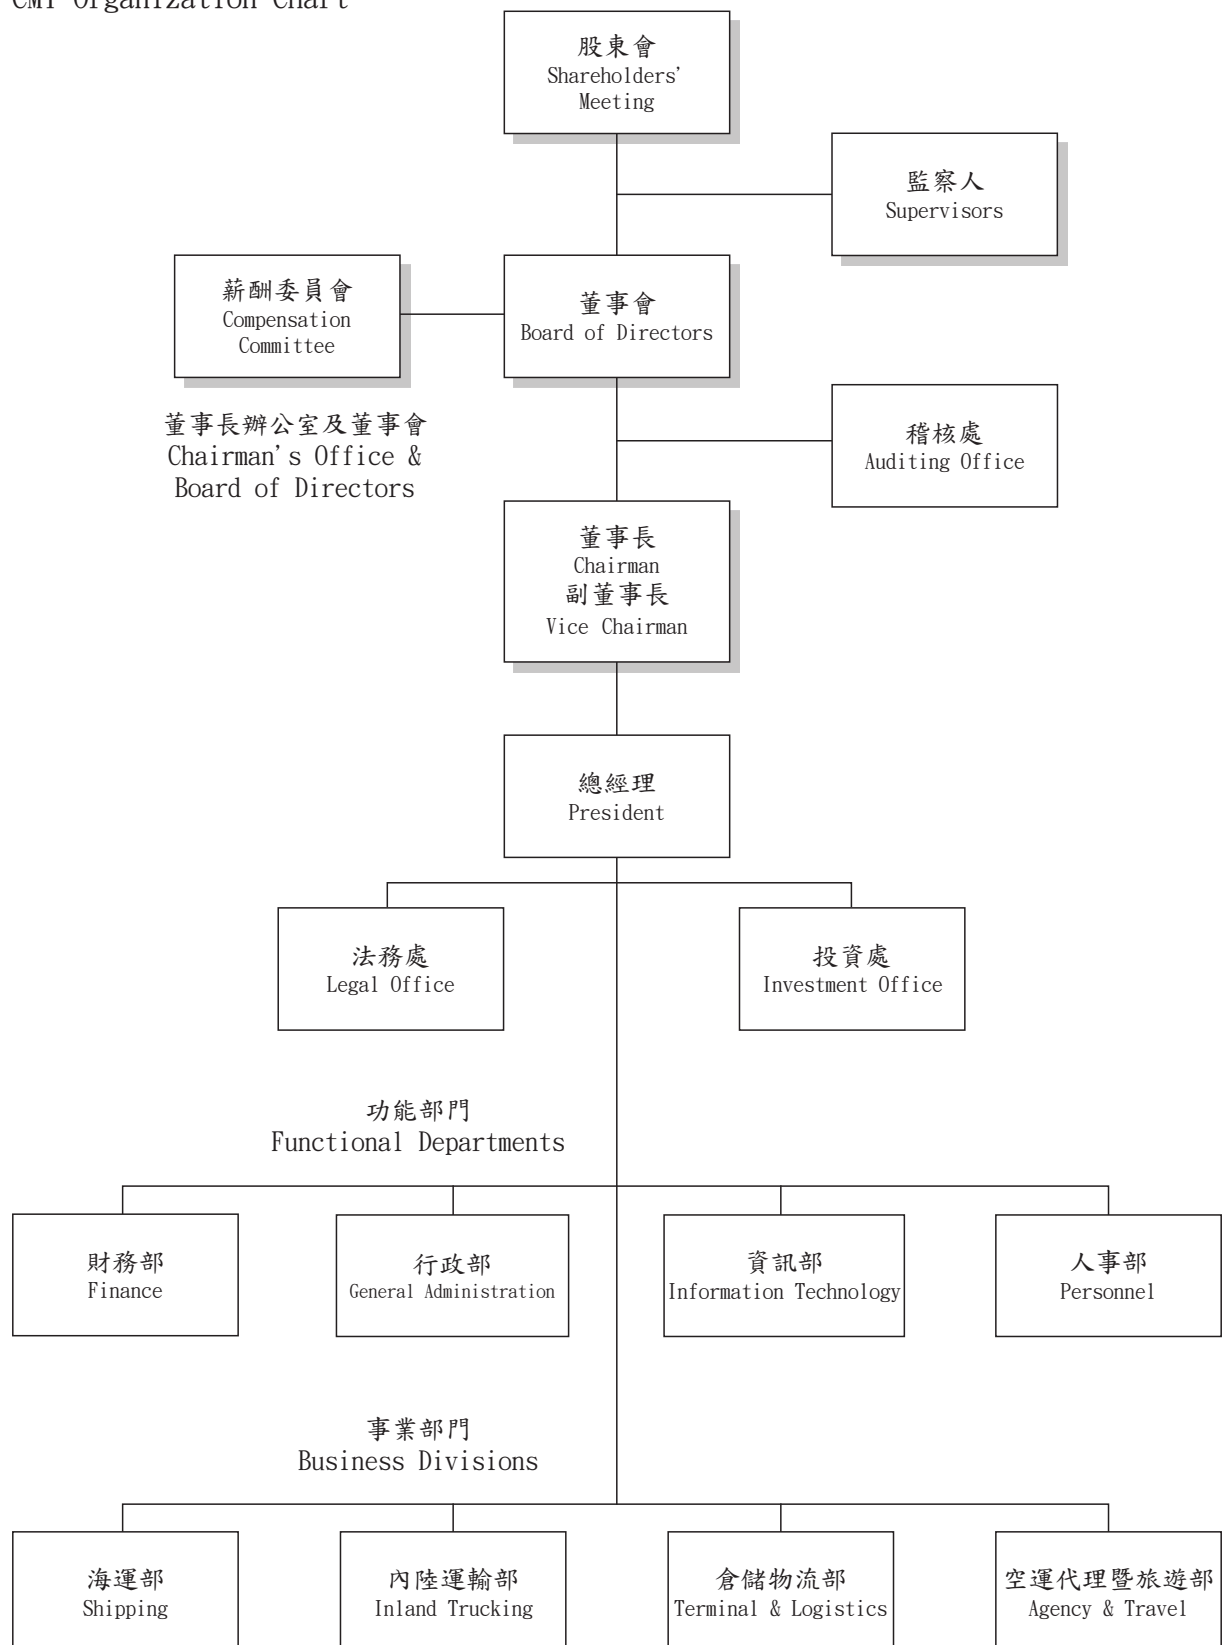 CMT Organization Chart
股東會
Shareholders'
Meeting
監察人
Supervisors
薪酬委員會
Compensation
Committee
董事會
Board of Directors
董事長辦公室及董事會
Chairman's Office &
Board of Directors
稽核處
Auditing Office
董事長
Chairman
副董事長
Vice Chairman
總經理
President
法務處
Legal Office
投資處
Investment Office
功能部門
Functional Departments
財務部
Finance
行政部
General Administration
資訊部
Information Technology
人事部
Personnel
事業部門
Business Divisions
海運部
Shipping
內陸運輸部
Inland Trucking
倉儲物流部
Terminal & Logistics
空運代理暨旅遊部
Agency & Travel